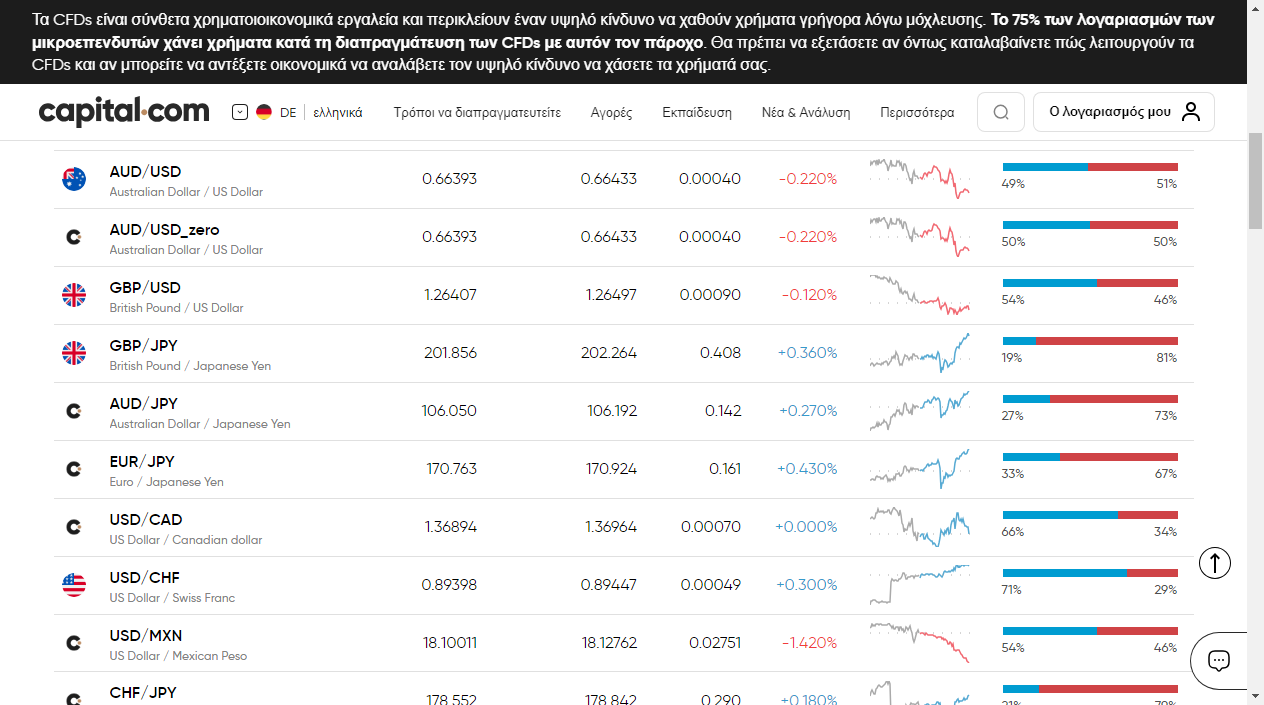 Τα CFDs είναι σύνθετα χρηματοιοικονομικά εργαλεία και περικλείουν έναν υψηλό κίνδυνο να χαθούν χρήματα γρήγορα λόγω μόχλευσης. Το 75% των λογαριασμών των
μικροεπενδυτών χάνει χρήματα κατά τη διαπραγμάτευση των CFDs με αυτόν τον πάροχο. Θα πρέπει να εξετάσετε αν όντως καταλαβαίνετε πώς λειτουργούν τα
CFDs και αν μπορείτε να αντέξετε οικονομικά να αναλάβετε τον υψηλό κίνδυνο να χάσετε τα χρήματά σας.
capital.com DE ελληνικά Τρόποι να διαπραγματευτείτε Αγορές Εκπαίδευση Νέα & Ανάλυση Περισσότερα Ο λογαριασμός μου
AUD/USD 0.66393 0.66433 0.00040 -0.220%
Australian Dollar / US Dollar 49% 51%
AUD/USD_zero 0.66393 0.66433 0.00040 -0.220%
Australian Dollar / US Dollar 50% 50%
GBP/USD 1.26407 1.26497 0.00090 -0.120%
British Pound / US Dollar 54% 46%
GBP/JPY 201.856 202.264 0.408 +0.360%
British Pound / Japanese Yen 19% 81%
AUD/JPY 106.050 106.192 0.142 +0.270%
Australian Dollar / Japanese Yen 27% 73%
EUR/JPY 170.763 170.924 0.161 +0.430%
Euro / Japanese Yen 33% 67%
USD/CAD 1.36894 1.36964 0.00070 +0.000%
US Dollar / Canadian dollar 66% 34%
USD/CHF 0.89398 0.89447 0.00049 +0.300%
US Dollar / Swiss Franc 71% 29%
USD/MXN 18.10011 18.12762 0.02751 -1.420%
US Dollar / Mexican Peso 54% 46%
CHF/JPY 178.552 178.842 0.290 +0.180%